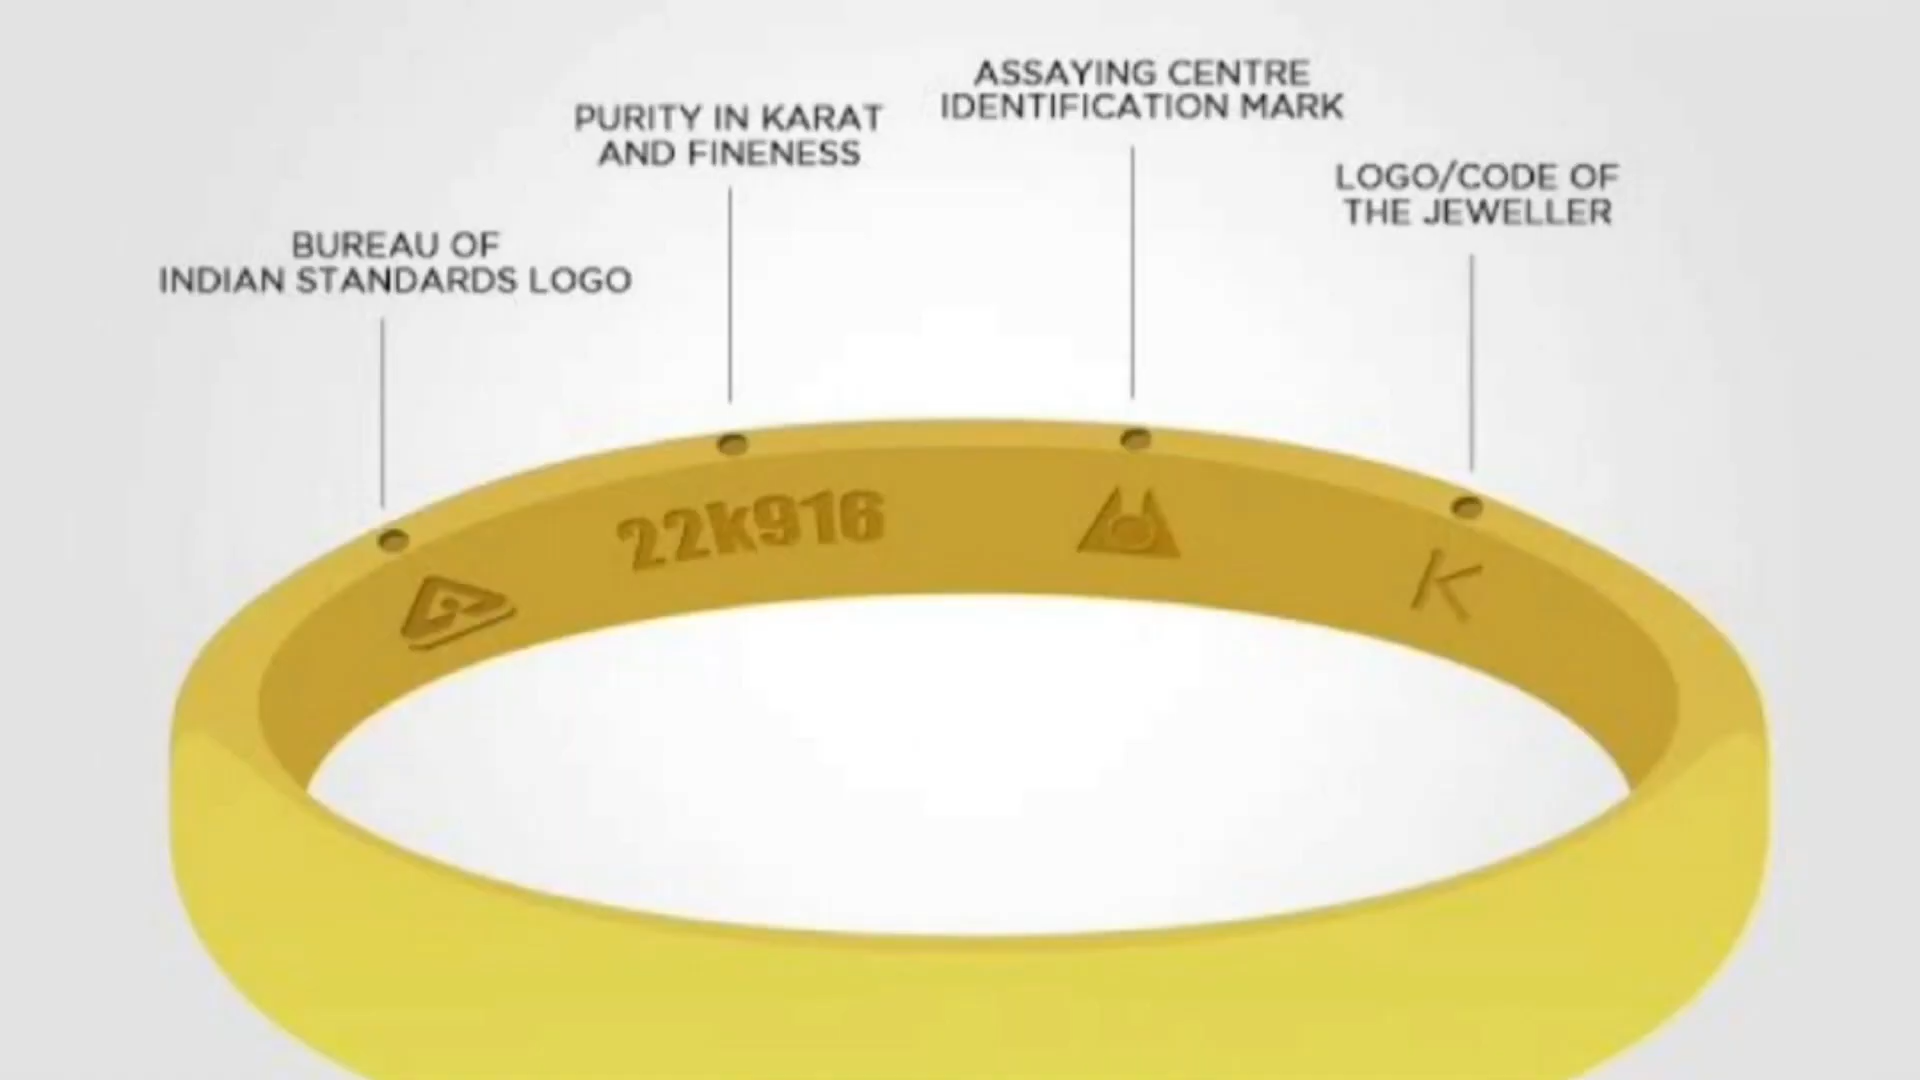 BUREAU OF
INDIAN STANDARDS LOGO
PURITY IN KARAT
AND FINENESS
ASSAYING CENTRE
IDENTIFICATION MARK
LOGO/CODE OF
THE JEWELLER
22k916
K